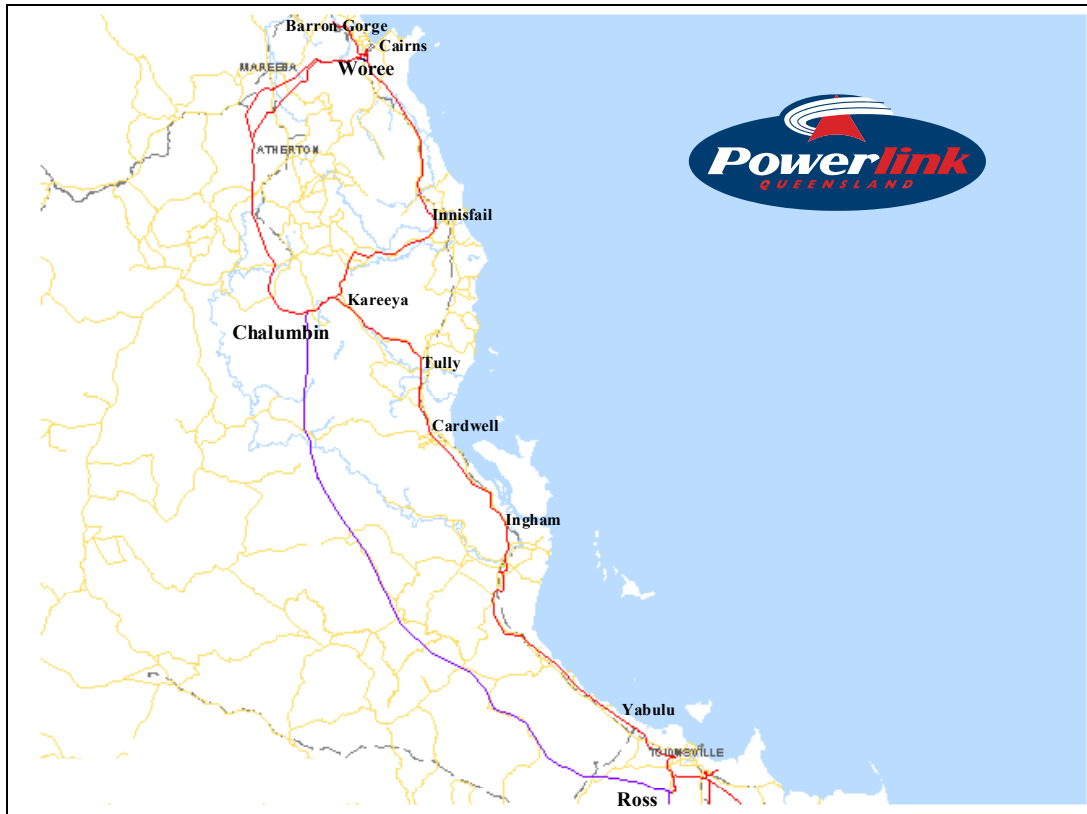 Barron Gorge
Cairns
MAREEBA
Woree
ATHERTON
Powerlink
QUEENSLAND
Innisfail
Kareeya
Chalumbin
Tully
Cardwell
Ingham
Yabulu
TOWNSVILLE
Ross